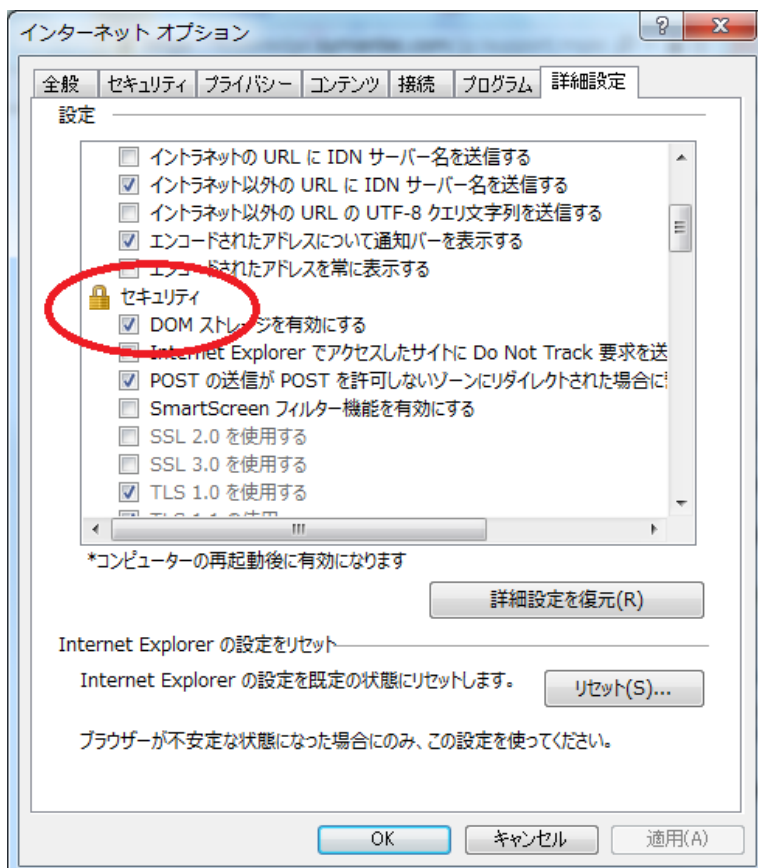 インターネット オプション
全般 セキュリティ プライバシー コンテンツ 接続 プログラム 詳細設定
設定
イントラネットの URL に IDN サーバー名を送信する
イントラネット以外の URL に IDN サーバー名を送信する
イントラネット以外の URL の UTF-8 クエリ文字列を送信する
エンコードされたアドレスについて通知バーを表示する
エンコードされたアドレスを常に表示する
セキュリティ
DOM ストレージを有効にする
Internet Explorer でアクセスしたサイトに Do Not Track 要求を送
POST の送信が POST を許可しないゾーンにリダイレクトされた場合に
SmartScreen フィルター機能を有効にする
SSL 2.0 を使用する
SSL 3.0 を使用する
TLS 1.0 を使用する
TLS 1.1 の使用
*コンピューターの再起動後に有効になります
詳細設定を復元(R)
Internet Explorer の設定をリセット
Internet Explorer の設定を既定の状態にリセットします。
リセット(S)...
ブラウザーが不安定な状態になった場合にのみ、この設定を使ってください。
OK キャンセル 適用(A)